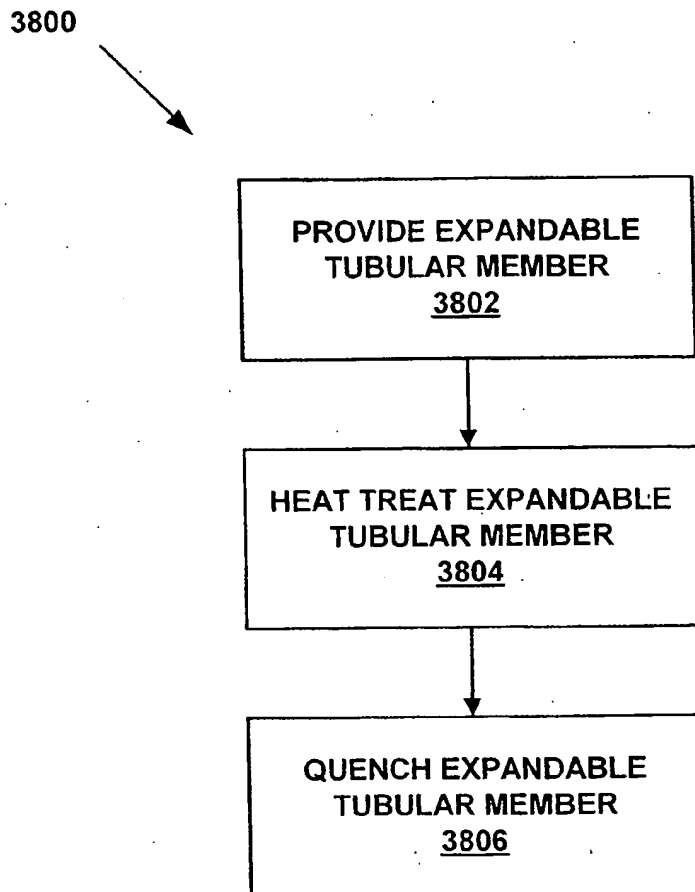 3800
PROVIDE EXPANDABLE
TUBULAR MEMBER
3802
HEAT TREAT EXPANDABLE
TUBULAR MEMBER
3804
QUENCH EXPANDABLE
TUBULAR MEMBER
3806